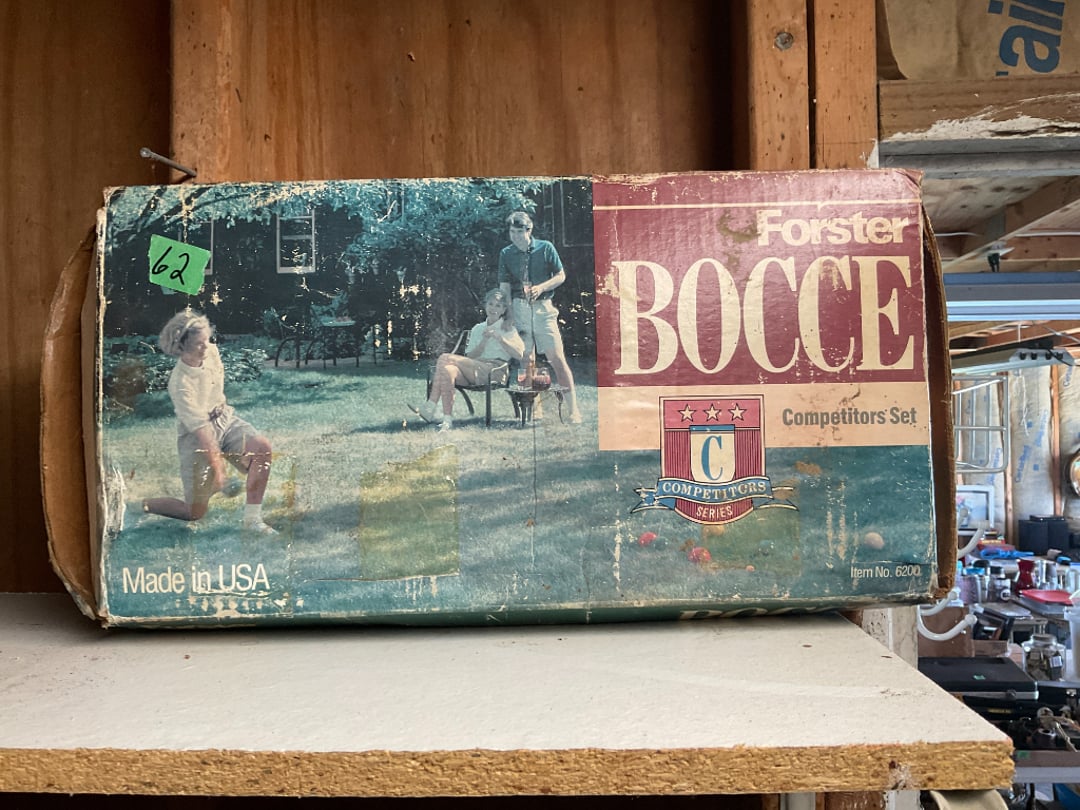 62
Forster
BOCCE
Competitors Set
C
COMPETITORS
SERIES
Made in USA
Item No. 6200